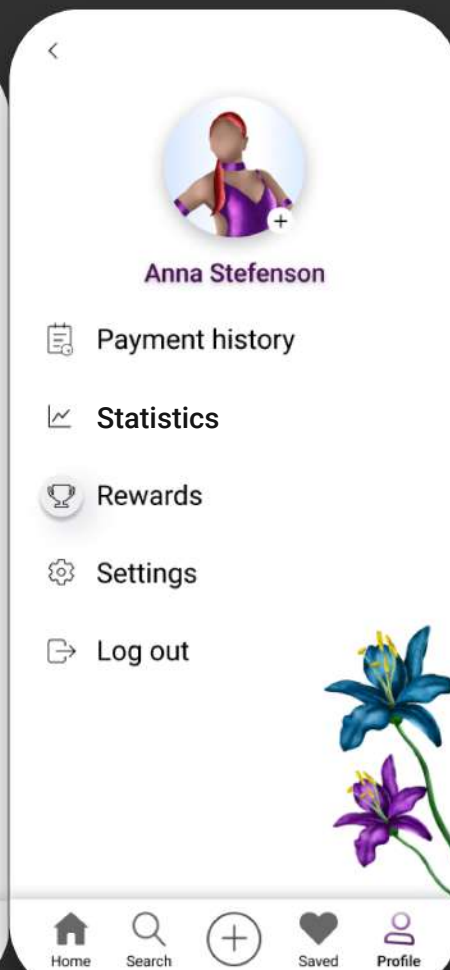 Anna Stefenson
Payment history
Statistics
Rewards
Settings
Log out
Home Search Saved Profile